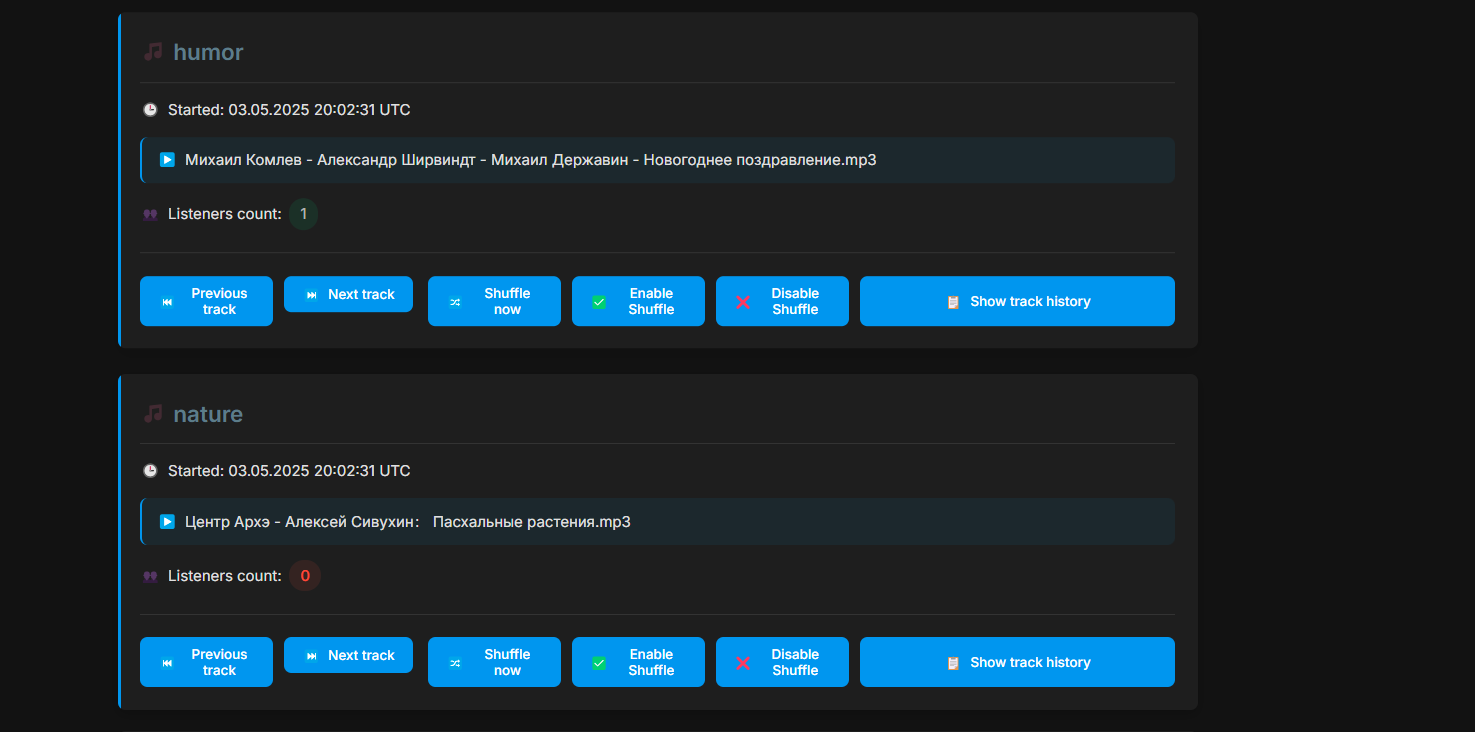 humor
Started: 03.05.2025 20:02:31 UTC
Михаил Комлев - Александр Ширвиндт - Михаил Державин - Новогоднее поздравление.mp3
Listeners count: 1
Previous track
Next track
Shuffle now
Enable Shuffle
Disable Shuffle
Show track history
nature
Started: 03.05.2025 20:02:31 UTC
Центр Архэ - Алексей Сивухин： Пасхальные растения.mp3
Listeners count: 0
Previous track
Next track
Shuffle now
Enable Shuffle
Disable Shuffle
Show track history